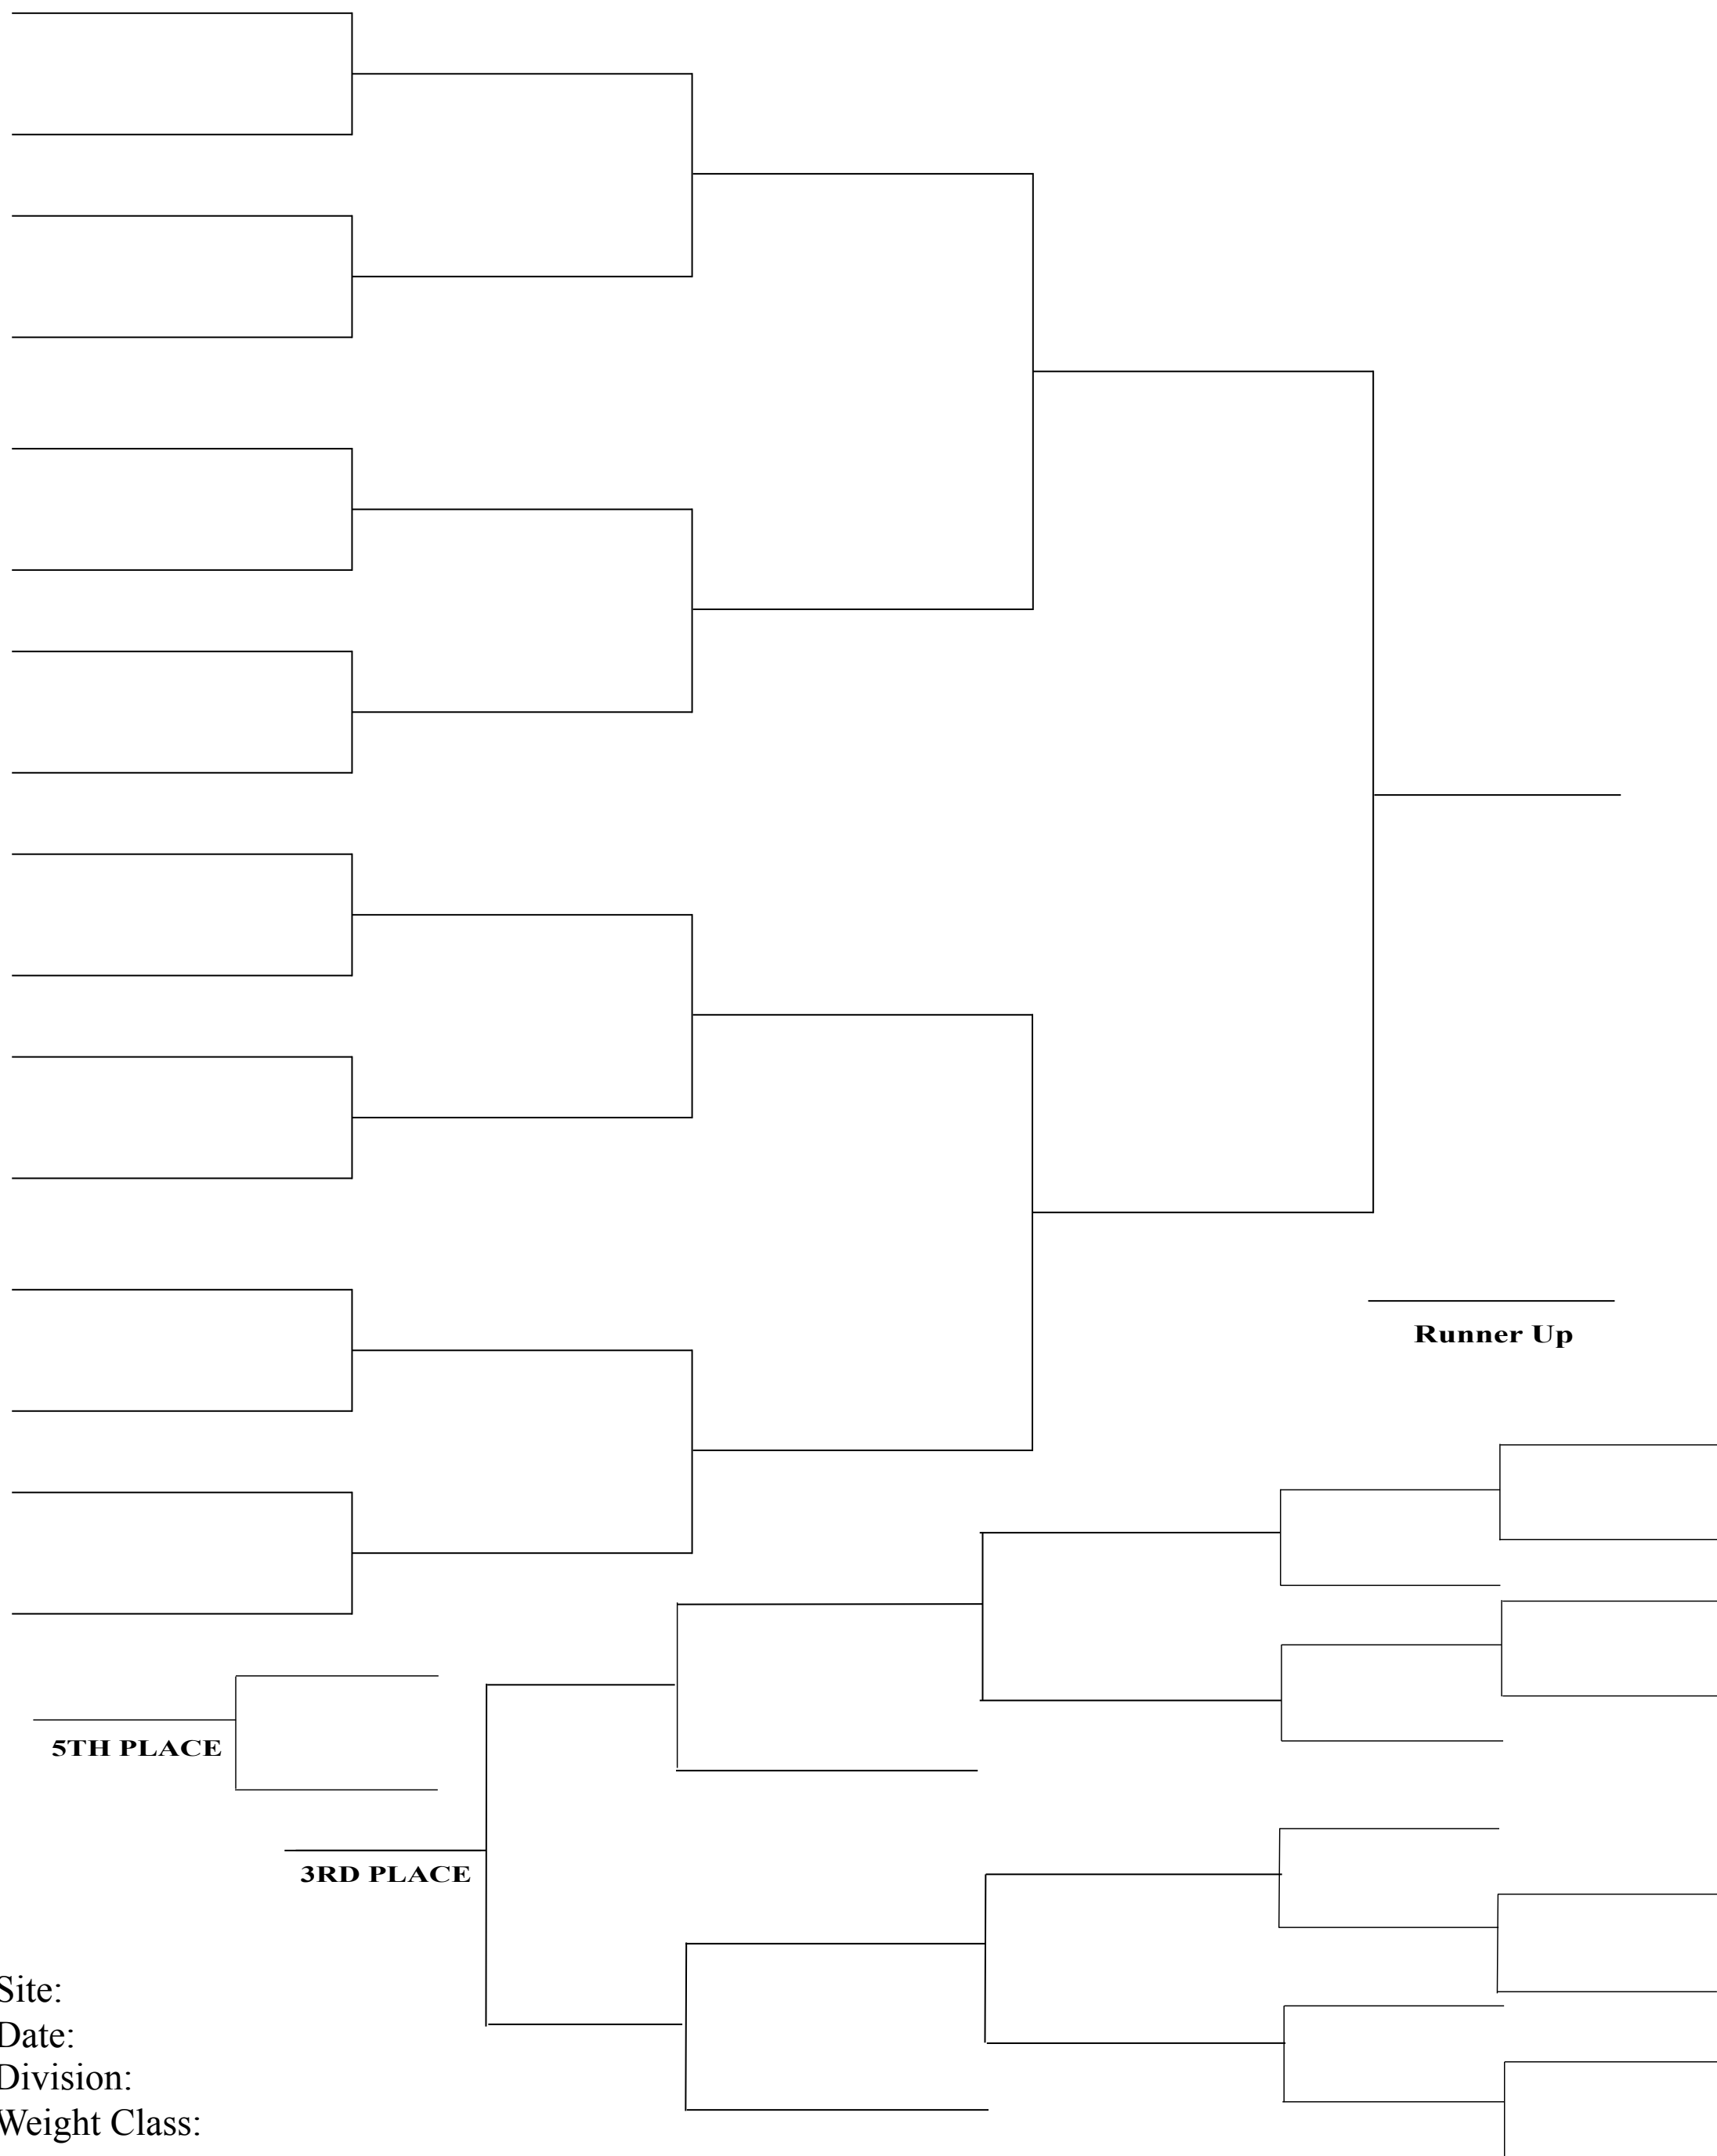 Runner Up
5TH PLACE
3RD PLACE
Site:
Date:
Division:
Weight Class: